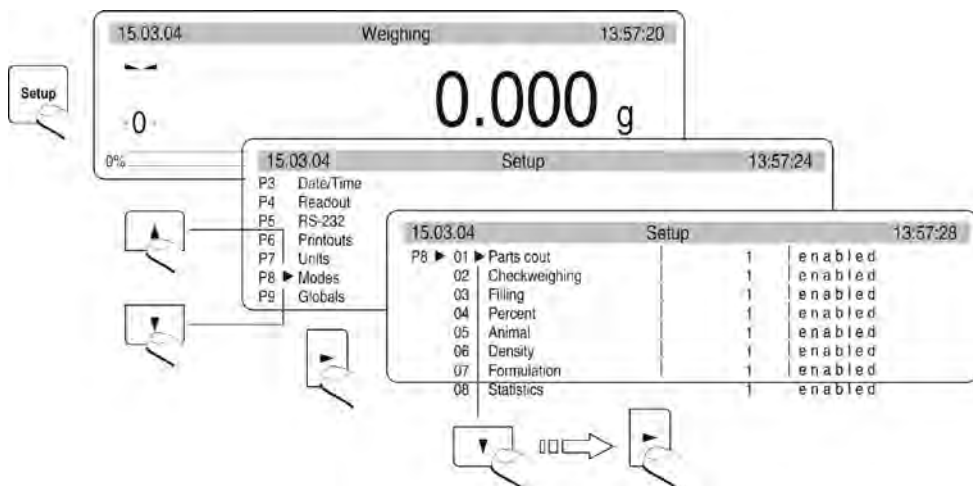 15.03.04 Weighing 13:57:20
Setup
0.000 g
-0-
0%
15.03.04 Setup 13:57:24
P3 Date/Time
P4 Readout
P5 RS-232
P6 Printouts
P7 Units
P8 Modes
P9 Globals
15.03.04 Setup 13:57:28
P8 01 Parts cout 1 enabled
02 Checkweighing 1 enabled
03 Filling 1 enabled
04 Percent 1 enabled
05 Animal 1 enabled
06 Density 1 enabled
07 Formulation 1 enabled
08 Statistics 1 enabled